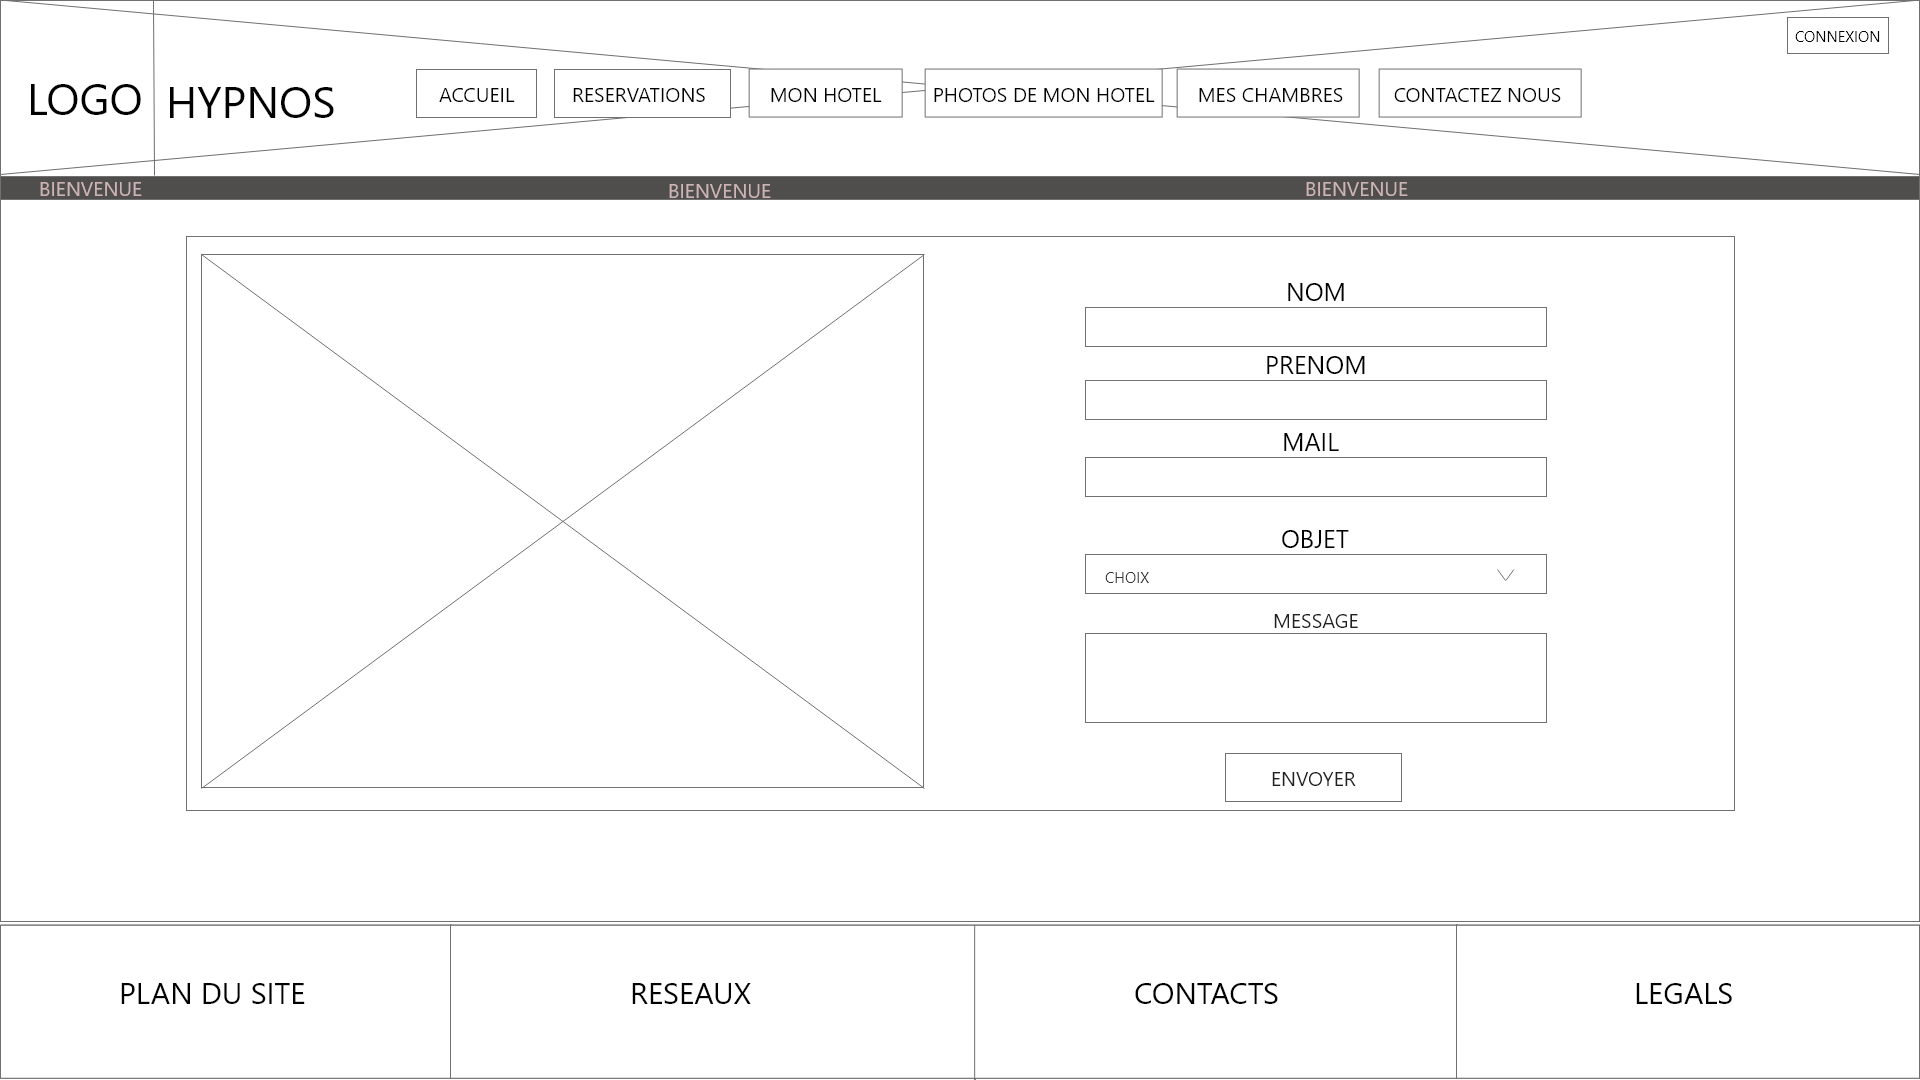 CONNEXION
LOGO HYPNOS
ACCUEIL RESERVATIONS MON HOTEL PHOTOS DE MON HOTEL MES CHAMBRES CONTACTEZ NOUS
BIENVENUE BIENVENUE BIENVENUE
NOM
PRENOM
MAIL
OBJET
CHOIX
MESSAGE
ENVOYER
PLAN DU SITE RESEAUX CONTACTS LEGALS